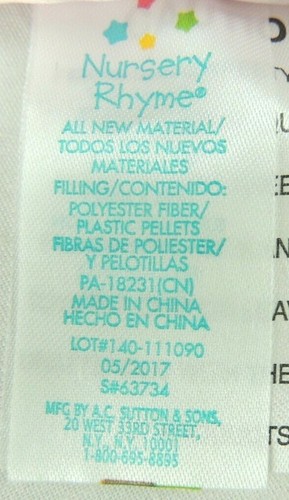 Nursery
Rhyme®
ALL NEW MATERIAL/
TODOS LOS NUEVOS
MATERIALES
FILLING/CONTENIDO:
POLYESTER FIBER/
PLASTIC PELLETS
FIBRAS DE POLIESTER/
Y PELOTILLAS
PA-18231(CN)
MADE IN CHINA
HECHO EN CHINA
LOT#140-111090
05/2017
S#63734
MFG BY A.C. SUTTON & SONS,
20 WEST 33RD STREET,
N.Y., N.Y. 10001
1-800-695-8895